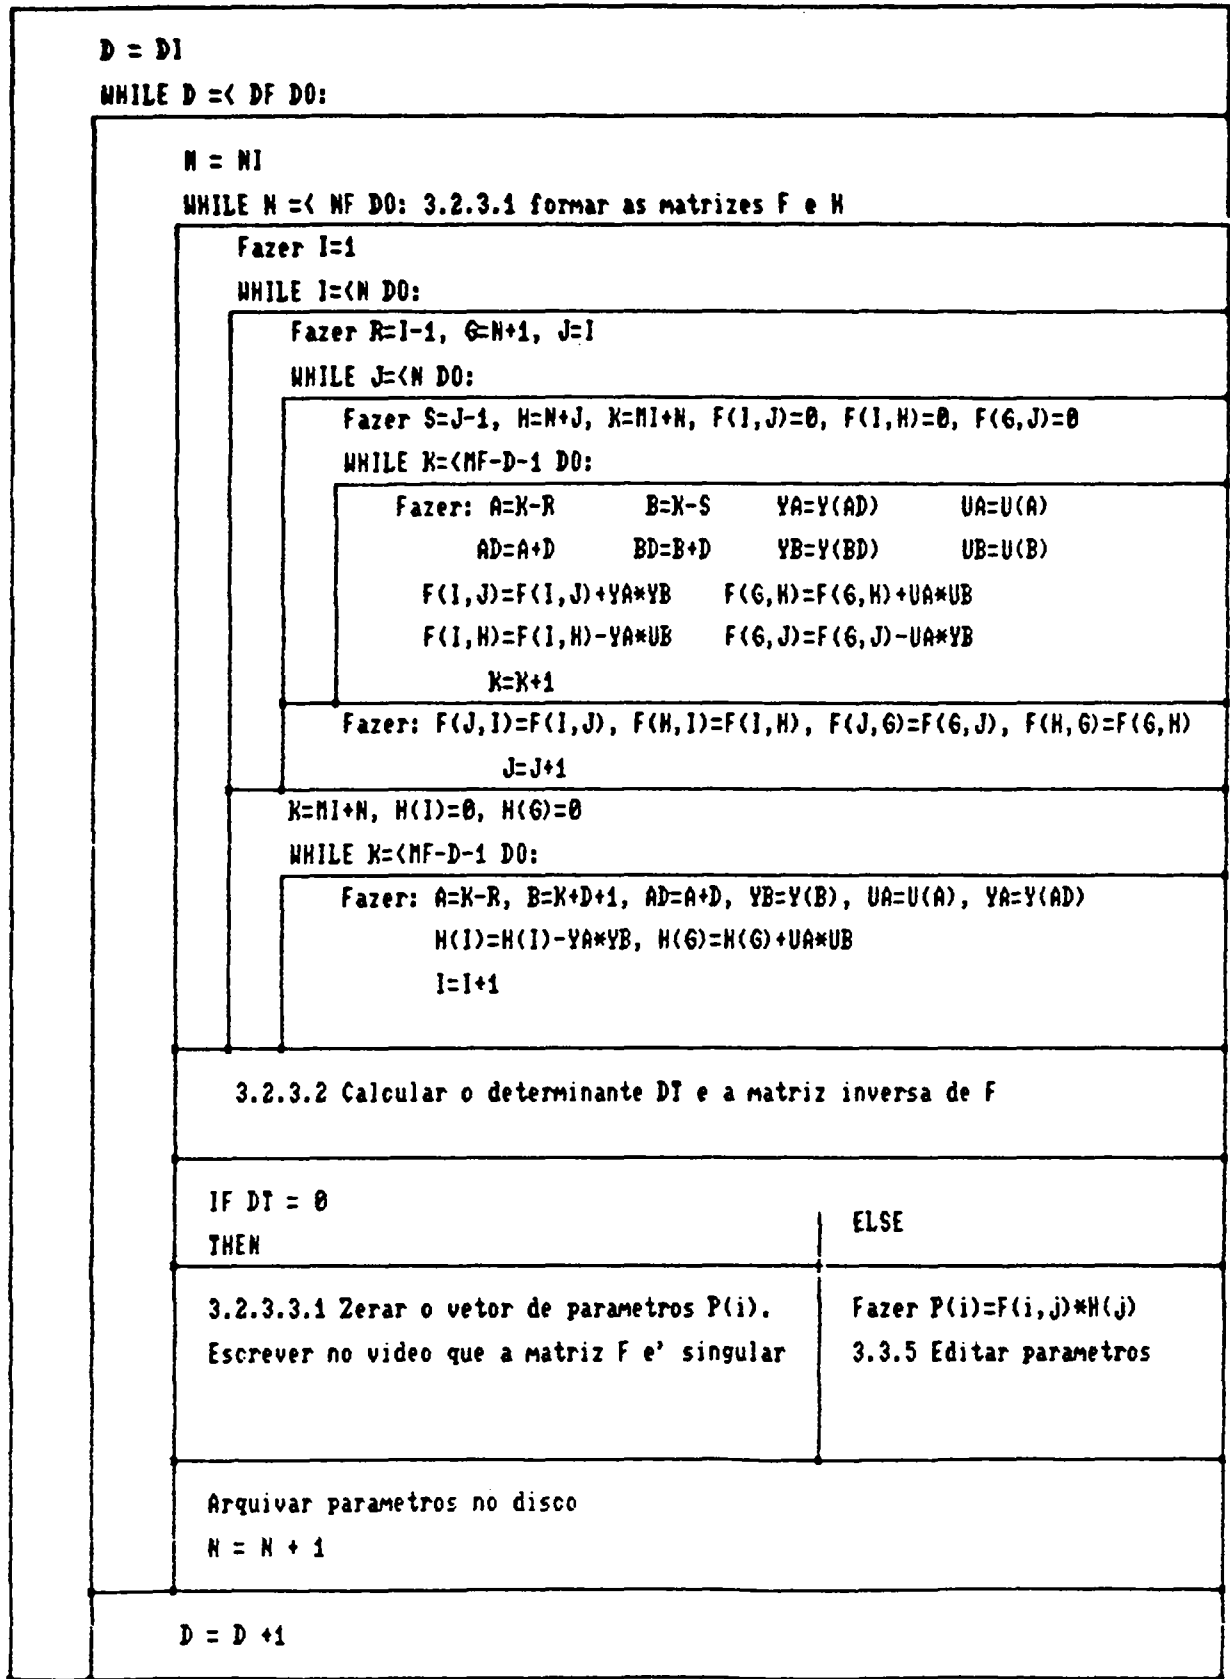 D = DI
WHILE D =< DF DO:
N = NI
WHILE N =< NF DO: 3.2.3.1 formar as matrizes F e H
Fazer I=1
WHILE I=<N DO:
Fazer R=I-1, G=N+1, J=I
WHILE J=<N DO:
Fazer S=J-1, H=N+J, K=MI+N, F(I,J)=0, F(I,H)=0, F(G,J)=0
WHILE K=<MF-D-1 DO:
Fazer: A=K-R B=K-S YA=Y(AD) UA=U(A)
AD=A+D BD=B+D YB=Y(BD) UB=U(B)
F(I,J)=F(I,J)+YA*YB F(G,H)=F(G,H)+UA*UB
F(I,H)=F(I,H)-YA*UB F(G,J)=F(G,J)-UA*YB
K=K+1
Fazer: F(J,I)=F(I,J), F(H,I)=F(I,H), F(J,G)=F(G,J), F(H,G)=F(G,H)
J=J+1
K=MI+N, H(I)=0, H(G)=0
WHILE K=<MF-D-1 DO:
Fazer: A=K-R, B=K+D+1, AD=A+D, YB=Y(B), UA=U(A), YA=Y(AD)
H(I)=H(I)-YA*YB, H(G)=H(G)+UA*UB
I=I+1
3.2.3.2 Calcular o determinante DT e a matriz inversa de F
IF DT = 0
THEN
ELSE
3.2.3.3.1 Zerar o vetor de parametros P(i).
Escrever no video que a matriz F e' singular
Fazer P(i)=F(i,j)*H(j)
3.3.5 Editar parametros
Arquivar parametros no disco
N = N + 1
D = D +1